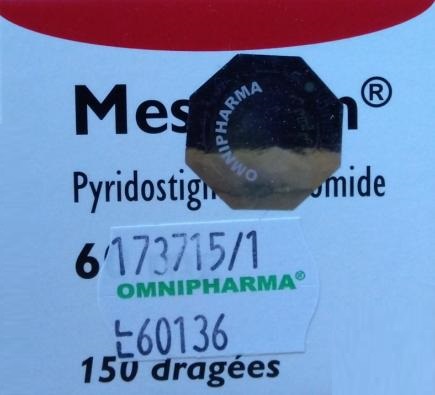 Mes n®
OMNIPHARMA
Pyridostig omide
6
173715/1
OMNIPHARMA®
60136
150 dragées